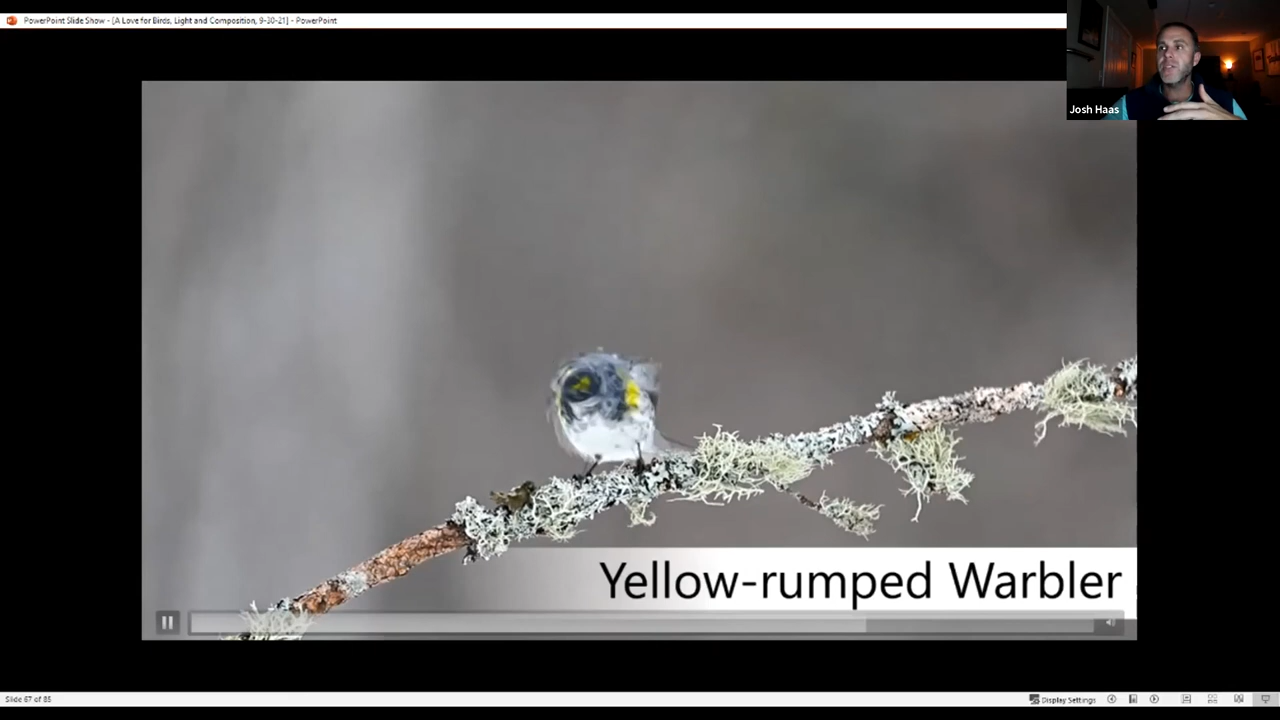 PowerPoint Slide Show - [A Love for Birds, Light and Composition, 9-30-21] - PowerPoint
Josh Haas
Yellow-rumped Warbler
Slide 67 of 85
Display Settings